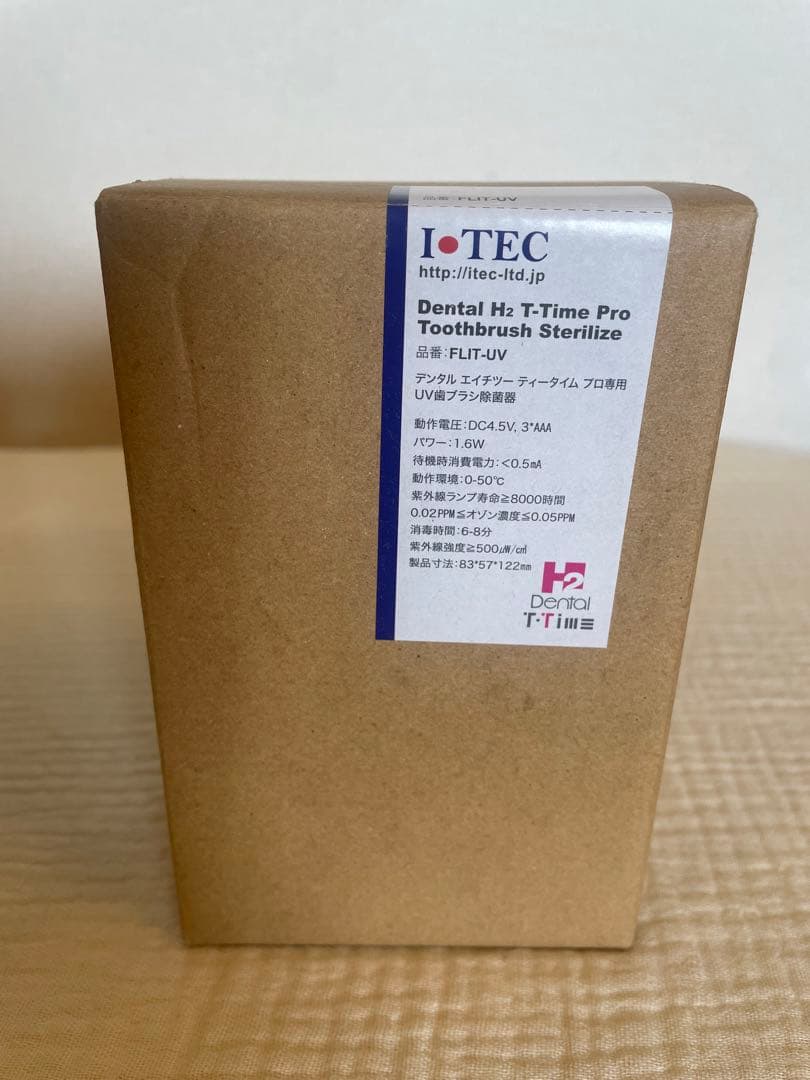 品番:FLIT-UV
I●TEC
http://itec-ltd.jp
Dental H₂ T-Time Pro
Toothbrush Sterilize
品番:FLIT-UV
デンタル エイチツー ティータイム プロ専用
UV歯ブラシ除菌器
動作電圧:DC4.5V, 3*AAA
パワー:1.6W
待機時消費電力:<0.5mA
動作環境:0-50℃
紫外線ランプ寿命≧8000時間
0.02PPM≦オゾン濃度≦0.05PPM
消毒時間:6-8分
紫外線強度≧500μW/c㎡
製品寸法:83*57*122mm
H2
Dental
T・Time